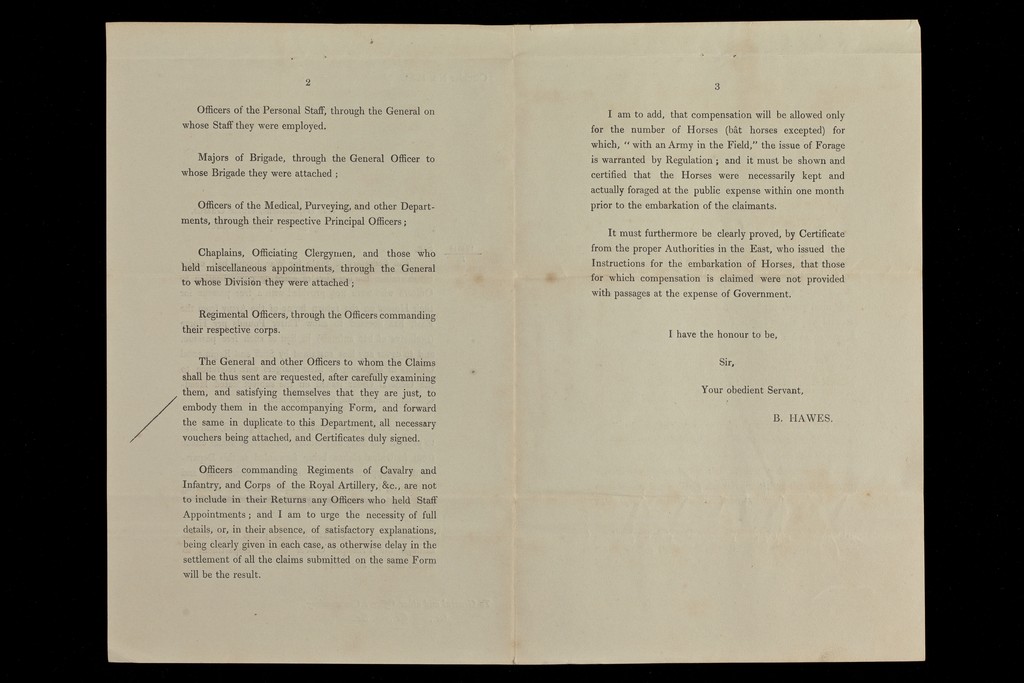 2
Officers of the Personal Staff, through the General on
whose Staff they were employed.
Majors of Brigade, through the General Officer to
whose Brigade they were attached ;
Officers of the Medical, Purveying, and other Depart-
ments, through their respective Principal Officers ;
Chaplains, Officiating Clergymen, and those who
held miscellaneous appointments, through the General
to whose Division they were attached ;
Regimental Officers, through the Officers commanding
their respective corps.
The General and other Officers to whom the Claims
shall be thus sent are requested, after carefully examining
them, and satisfying themselves that they are just, to
embody them in the accompanying Form, and forward
the same in duplicate to this Department, all necessary
vouchers being attached, and Certificates duly signed.
Officers commanding Regiments of Cavalry and
Infantry, and Corps of the Royal Artillery, &c., are not
to include in their Returns any Officers who held Staff
Appointments ; and I am to urge the necessity of full
details, or, in their absence, of satisfactory explanations,
being clearly given in each case, as otherwise delay in the
settlement of all the claims submitted on the same Form
will be the result.
3
I am to add, that compensation will be allowed only
for the number of Horses (bât horses excepted) for
which, " with an Army in the Field," the issue of Forage
is warranted by Regulation ; and it must be shown and
certified that the Horses were necessarily kept and
actually foraged at the public expense within one month
prior to the embarkation of the claimants.
It must furthermore be clearly proved, by Certificate
from the proper Authorities in the East, who issued the
Instructions for the embarkation of Horses, that those
for which compensation is claimed were not provided
with passages at the expense of Government.
I have the honour to be,
Sir,
Your obedient Servant,
B. HAWES.